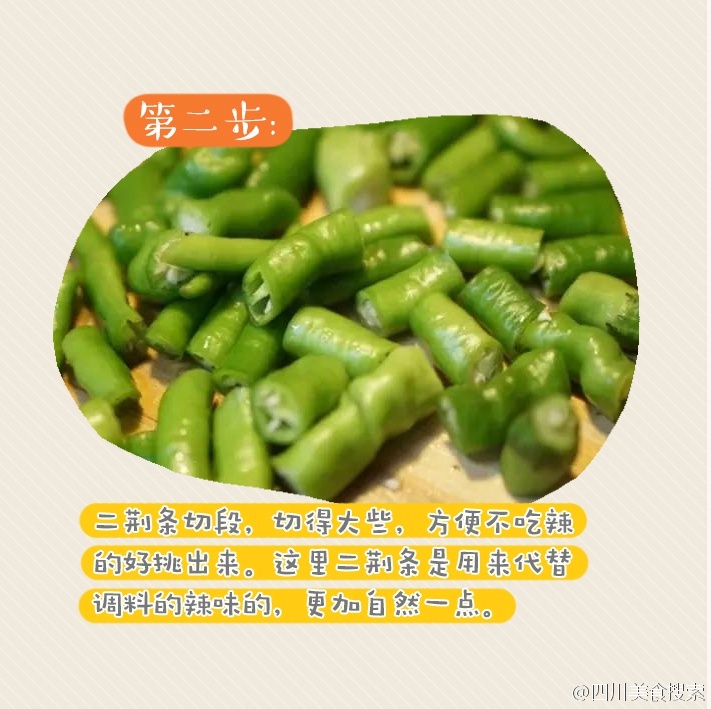 第二步:
二荆条切段，切得大些，方便不吃辣
的好挑出来。这里二荆条是用来代替
调料的辣味的，更加自然一点。
@四川美食搜索